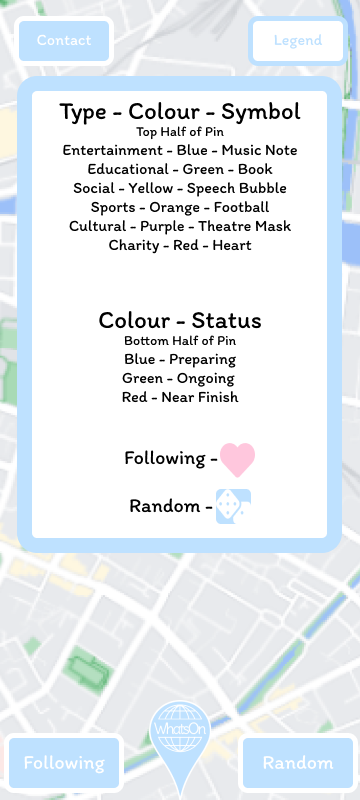 Contact
Legend
Type - Colour - Symbol
Top Half of Pin
Entertainment - Blue - Music Note
Educational - Green - Book
Social - Yellow - Speech Bubble
Sports - Orange - Football
Cultural - Purple - Theatre Mask
Charity - Red - Heart
Colour - Status
Bottom Half of Pin
Blue - Preparing
Green - Ongoing
Red - Near Finish
Following -
Random -
WhatsOn
Following
Random